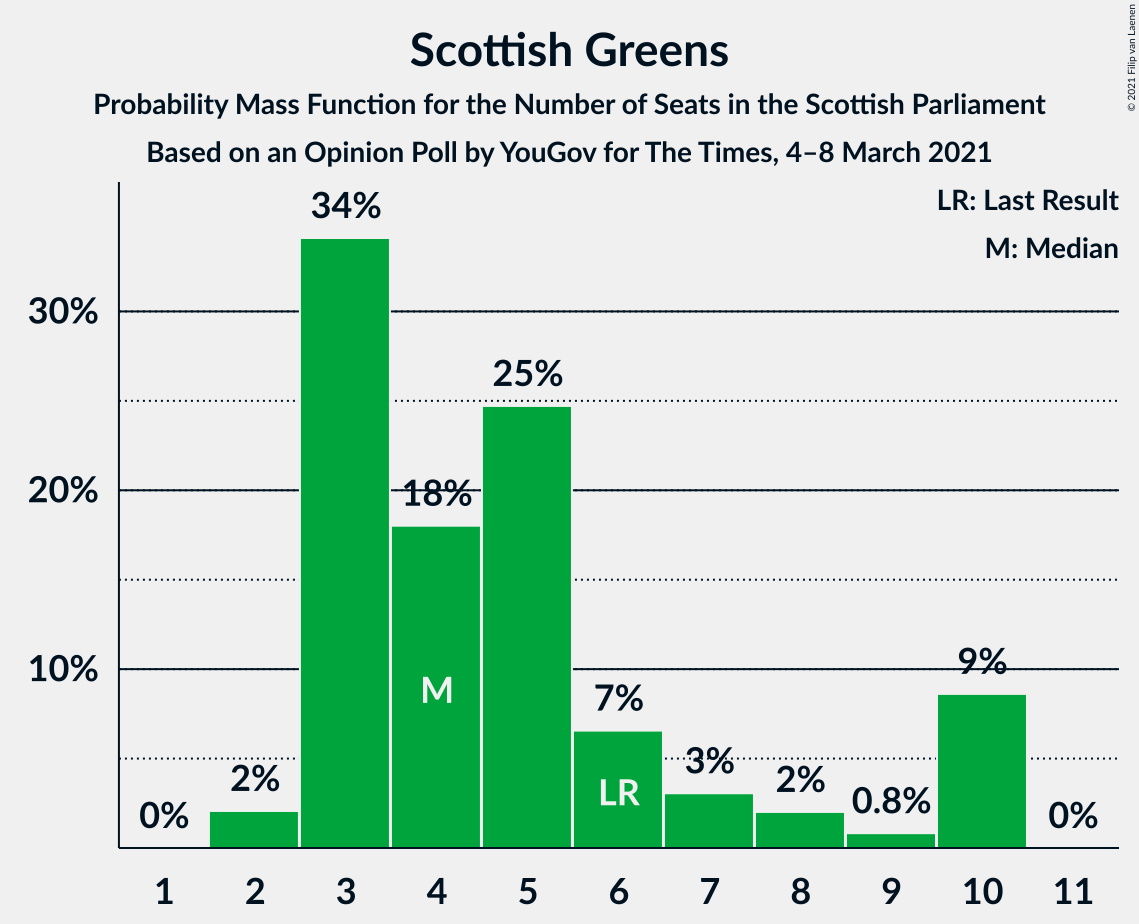 Scottish Greens
Probability Mass Function for the Number of Seats in the Scottish Parliament
Based on an Opinion Poll by YouGov for The Times, 4–8 March 2021
© 2021 Filip van Laenen
LR: Last Result
M: Median
34%
30%
25%
20%
18%
10%
9%
M
7%
3%
2%
2%
LR
0.8%
0%
0%
1 2 3 4 5 6 7 8 9 10 11